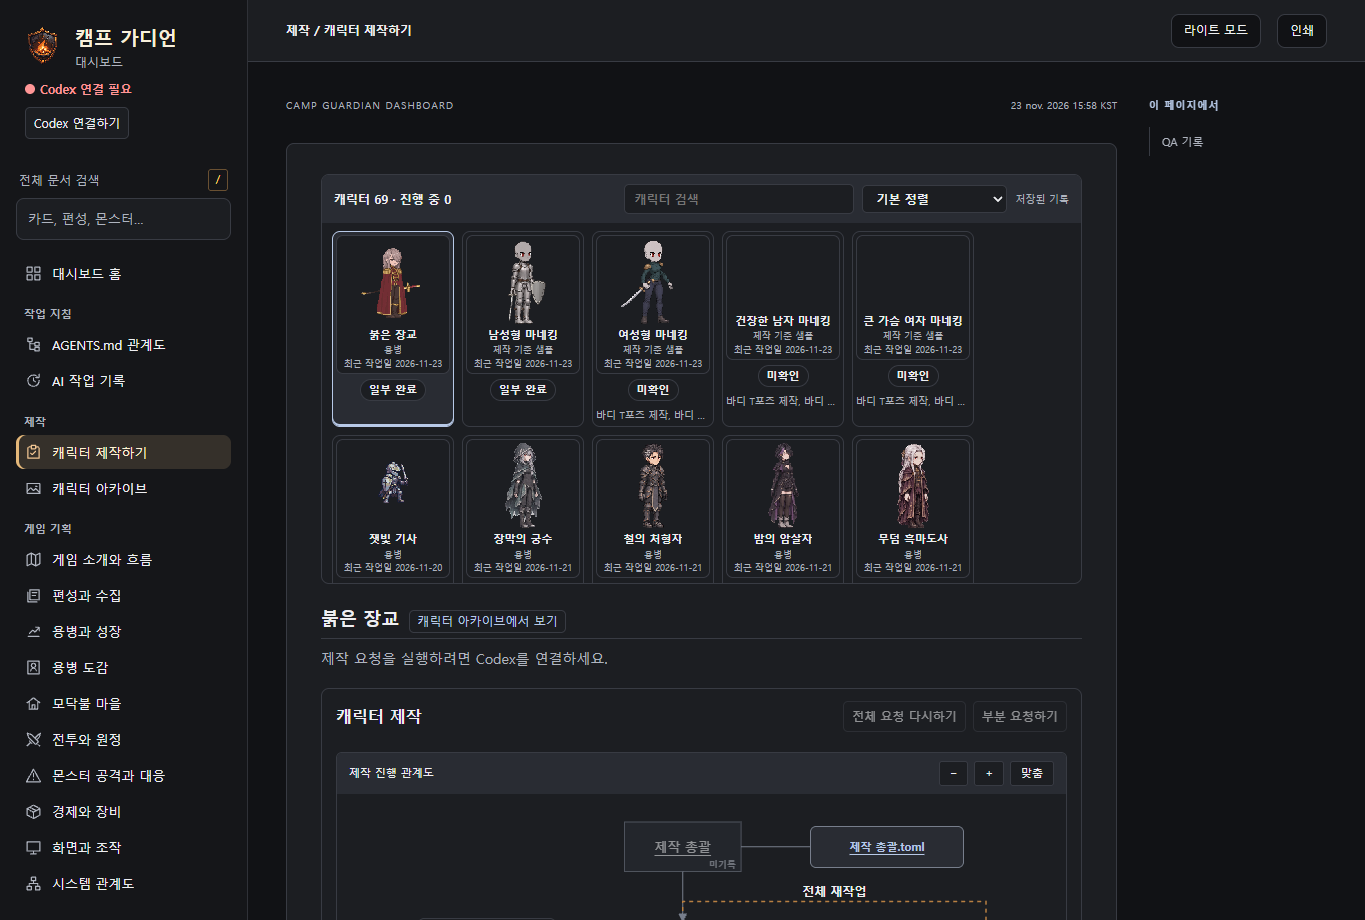 캠프 가디언
대시보드
Codex 연결 필요
Codex 연결하기
전체 문서 검색
/
카드, 편성, 몬스터...
대시보드 홈
작업 지침
AGENTS.md 관계도
AI 작업 기록
제작
캐릭터 제작하기
캐릭터 아카이브
게임 기획
게임 소개와 흐름
편성과 수집
용병과 성장
용병 도감
모닥불 마을
전투와 원정
몬스터 공격과 대응
경제와 장비
화면과 조작
시스템 관계도
제작 / 캐릭터 제작하기
라이트 모드
인쇄
CAMP GUARDIAN DASHBOARD
23 nov. 2026 15:58 KST
이 페이지에서
QA 기록
캐릭터 69 · 진행 중 0
캐릭터 검색
기본 정렬
저장된 기록
붉은 장교
용병
최근 작업일 2026-11-23
일부 완료
남성형 마네킹
제작 기준 샘플
최근 작업일 2026-11-23
일부 완료
여성형 마네킹
제작 기준 샘플
최근 작업일 2026-11-23
미확인
바디 T포즈 제작, 바디 ...
건장한 남자 마네킹
제작 기준 샘플
최근 작업일 2026-11-23
미확인
바디 T포즈 제작, 바디 ...
큰 가슴 여자 마네킹
제작 기준 샘플
최근 작업일 2026-11-23
미확인
바디 T포즈 제작, 바디 ...
잿빛 기사
용병
최근 작업일 2026-11-20
장막의 궁수
용병
최근 작업일 2026-11-21
철의 처형자
용병
최근 작업일 2026-11-21
밤의 암살자
용병
최근 작업일 2026-11-21
무덤 흑마도사
용병
최근 작업일 2026-11-21
붉은 장교
캐릭터 아카이브에서 보기
제작 요청을 실행하려면 Codex를 연결하세요.
캐릭터 제작
전체 요청 다시하기
부분 요청하기
제작 진행 관계도
−
+
맞춤
제작 총괄
미기록
제작 총괄.toml
전체 재작업